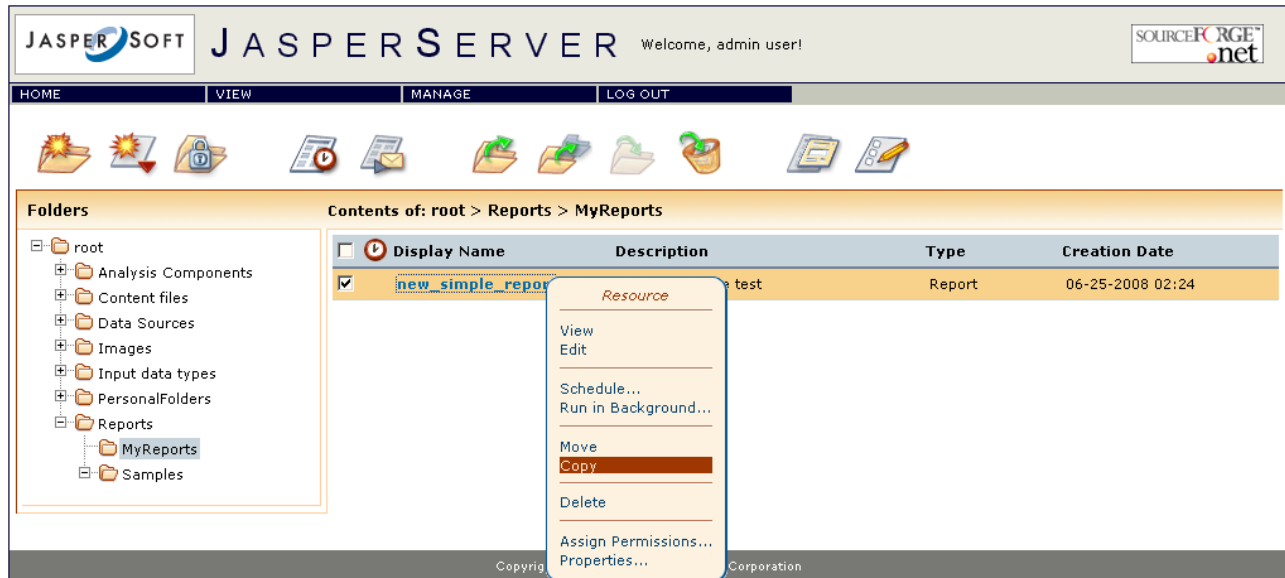 JASPERSOFT JASPERSERVER Welcome, admin user! SOURCEFORGE™ .net
HOME VIEW MANAGE LOG OUT
Folders
Contents of: root > Reports > MyReports
root
Analysis Components
Content files
Data Sources
Images
Input data types
PersonalFolders
Reports
MyReports
Samples
Display Name Description Type Creation Date
new_simple_repor test Report 06-25-2008 02:24
Resource
View
Edit
Schedule...
Run in Background...
Move
Copy
Delete
Assign Permissions...
Properties...
Copyrig Corporation